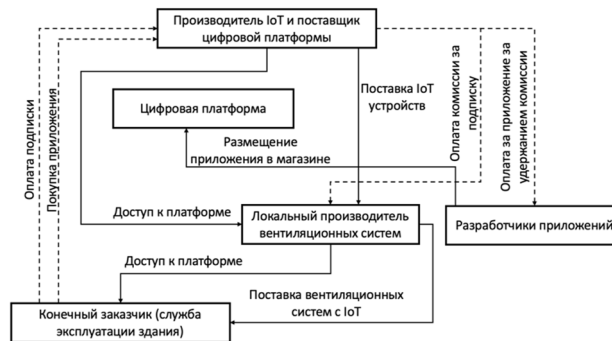 Производитель IoT и поставщик
цифровой платформы
Оплата подписки
Покупка приложения
Цифровая платформа
Поставка IoT
устройств
Оплата комиссии за
подписку
Оплата за приложение за
удержанием комиссии
Размещение
приложения в магазине
Доступ к платформе
Локальный производитель
вентиляционных систем
Разработчики приложений
Доступ к платформе
Поставка вентиляционных
систем с IoT
Конечный заказчик (служба
эксплуатации здания)